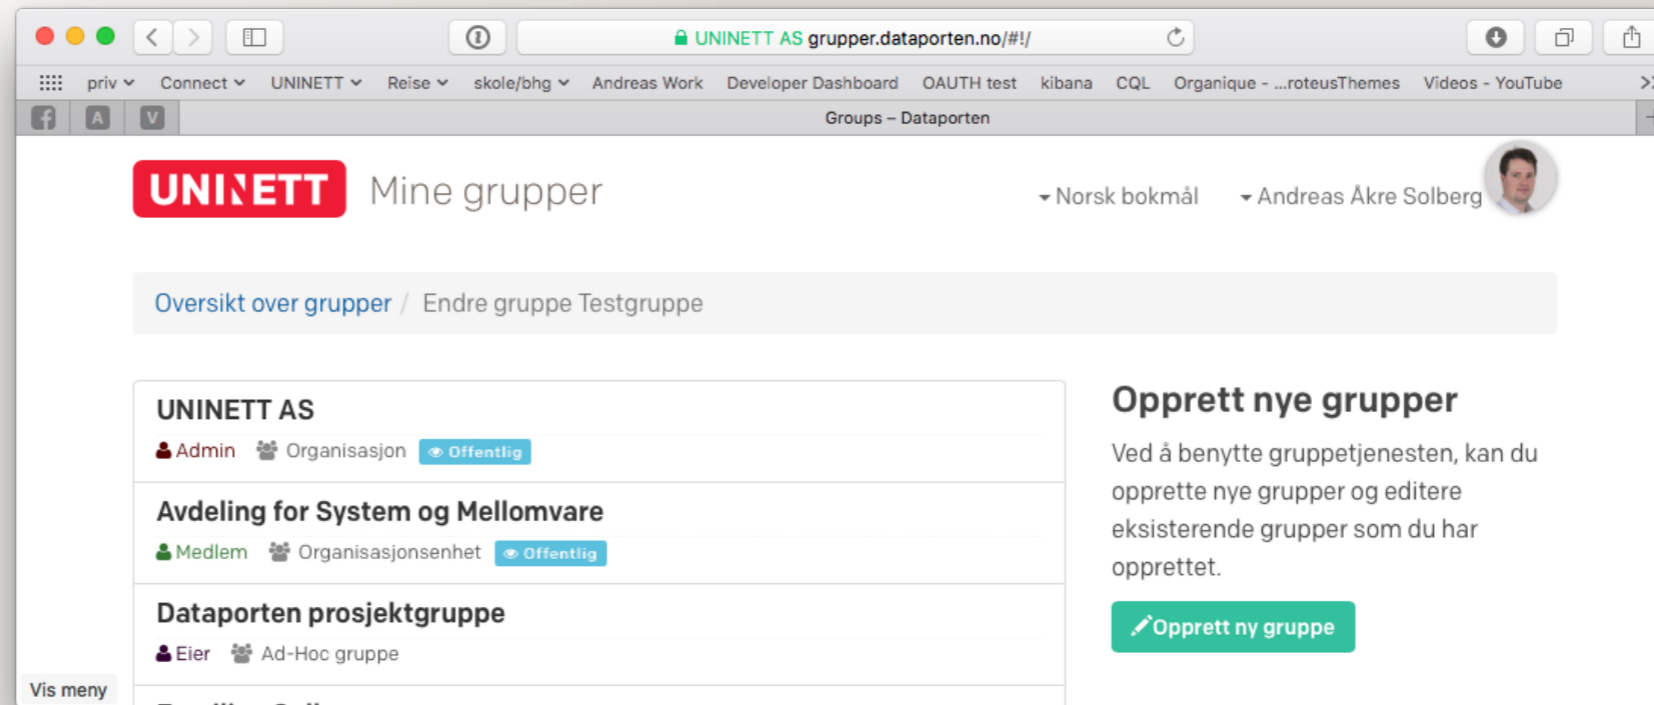 UNINETT AS grupper.dataporten.no/#!/
priv Connect UNINETT Reise skole/bhg Andreas Work Developer Dashboard OAUTH test kibana CQL Organique - ...roteusThemes Videos - YouTube
A V Groups – Dataporten
UNINETT Mine grupper Norsk bokmål Andreas Åkre Solberg
Oversikt over grupper / Endre gruppe Testgruppe
UNINETT AS
Admin Organisasjon Offentlig
Avdeling for System og Mellomvare
Medlem Organisasjonsenhet Offentlig
Dataporten prosjektgruppe
Eier Ad-Hoc gruppe
Opprett nye grupper
Ved å benytte gruppetjenesten, kan du
opprette nye grupper og editere
eksisterende grupper som du har
opprettet.
Opprett ny gruppe
Vis meny